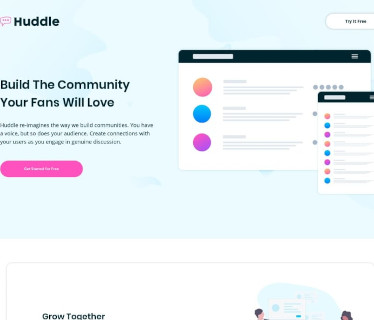 Huddle
Try It Free
Build The Community
Your Fans Will Love
Huddle re-imagines the way we build communities. You have
a voice, but so does your audience. Create connections with
your users as you engage in genuine discussion.
Get Started For Free
Grow Together